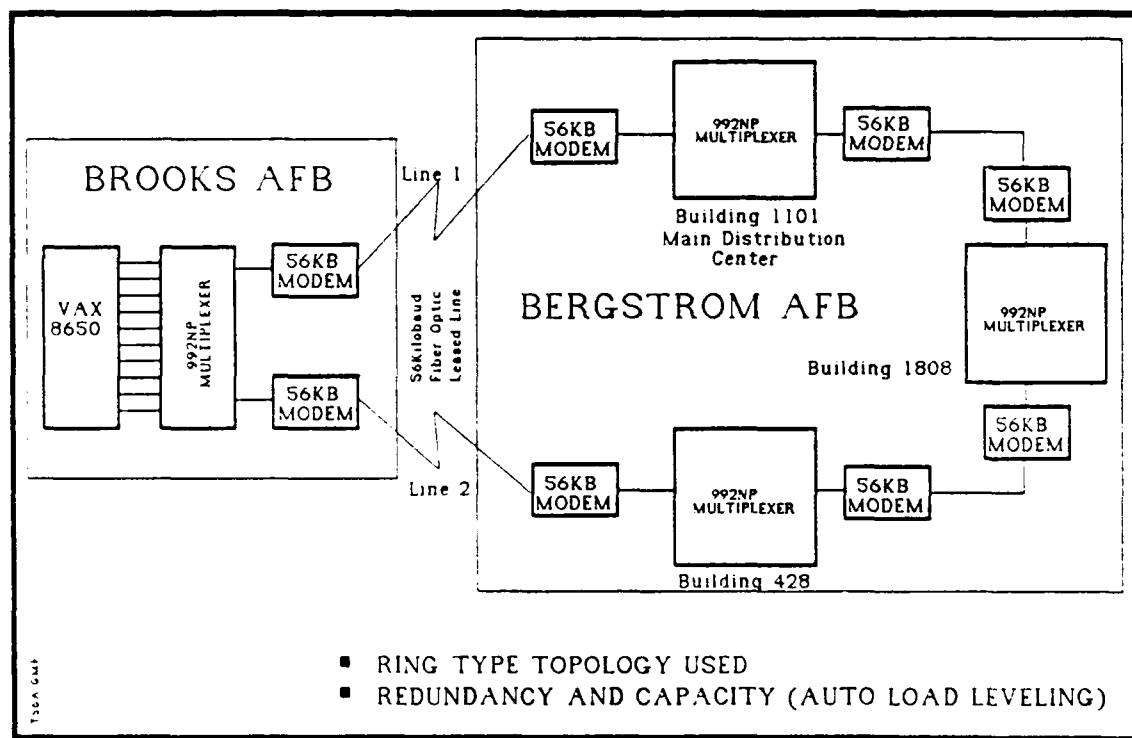 BROOKS AFB
VAX
8650
992NP
MULTIPLEXER
56KB
MODEM
56KB
MODEM
Line 1
56Kilobaud
Fiber Optic
Leased Line
Line 2
56KB
MODEM
992NP
MULTIPLEXER
56KB
MODEM
Building 1101
Main Distribution
Center
56KB
MODEM
BERGSTROM AFB
992NP
MULTIPLEXER
Building 1808
56KB
MODEM
56KB
MODEM
992NP
MULTIPLEXER
56KB
MODEM
Building 428
■ RING TYPE TOPOLOGY USED
■ REDUNDANCY AND CAPACITY (AUTO LOAD LEVELING)